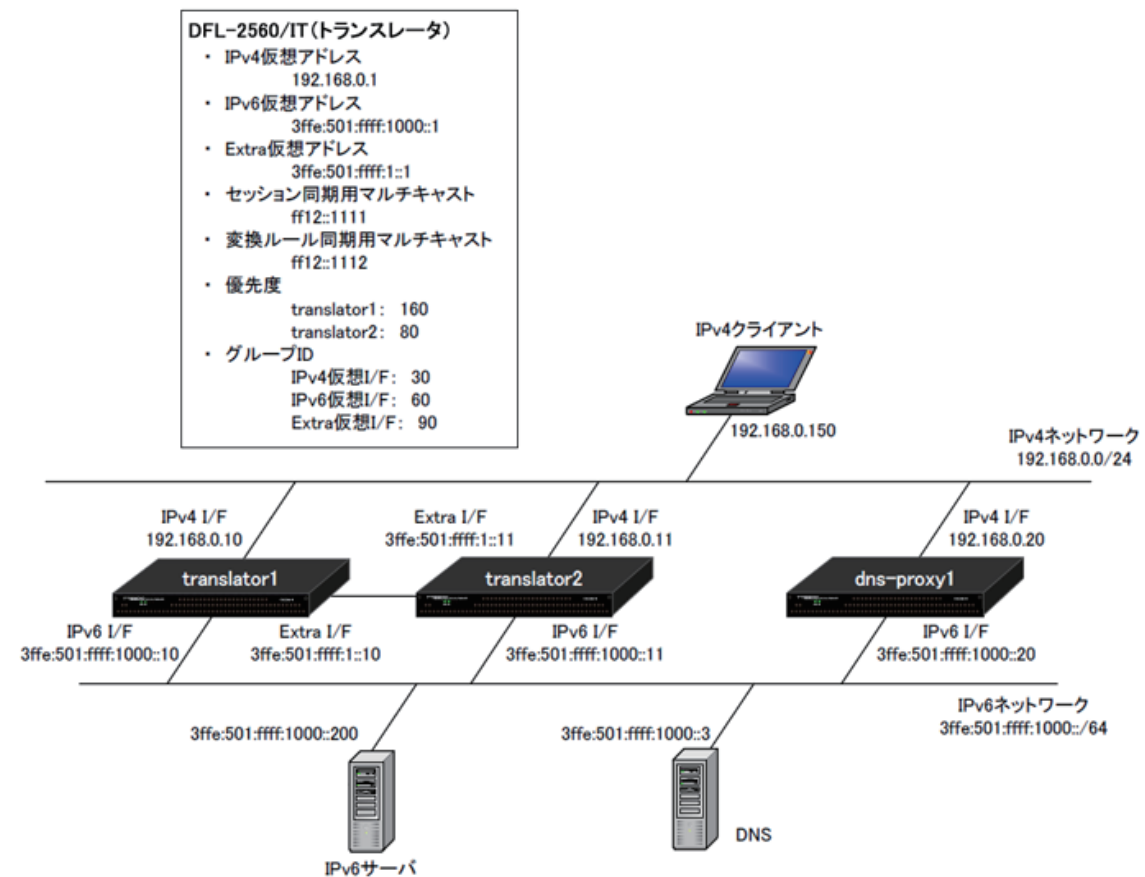 DFL-2560/IT(トランスレータ)
・ IPv4仮想アドレス
192.168.0.1
・ IPv6仮想アドレス
3ffe:501:ffff:1000::1
・ Extra仮想アドレス
3ffe:501:ffff:1::1
・ セッション同期用マルチキャスト
ff12::1111
・ 変換ルール同期用マルチキャスト
ff12::1112
・ 優先度
translator1: 160
translator2: 80
・ グループID
IPv4仮想I/F: 30
IPv6仮想I/F: 60
Extra仮想I/F: 90
IPv4クライアント
192.168.0.150
IPv4ネットワーク
192.168.0.0/24
IPv4 I/F
192.168.0.10
Extra I/F
3ffe:501:ffff:1::11
IPv4 I/F
192.168.0.11
IPv4 I/F
192.168.0.20
translator1
translator2
dns-proxy1
IPv6 I/F
3ffe:501:ffff:1000::10
Extra I/F
3ffe:501:ffff:1::10
IPv6 I/F
3ffe:501:ffff:1000::11
IPv6 I/F
3ffe:501:ffff:1000::20
IPv6ネットワーク
3ffe:501:ffff:1000::/64
3ffe:501:ffff:1000::200
3ffe:501:ffff:1000::3
DNS
IPv6サーバ